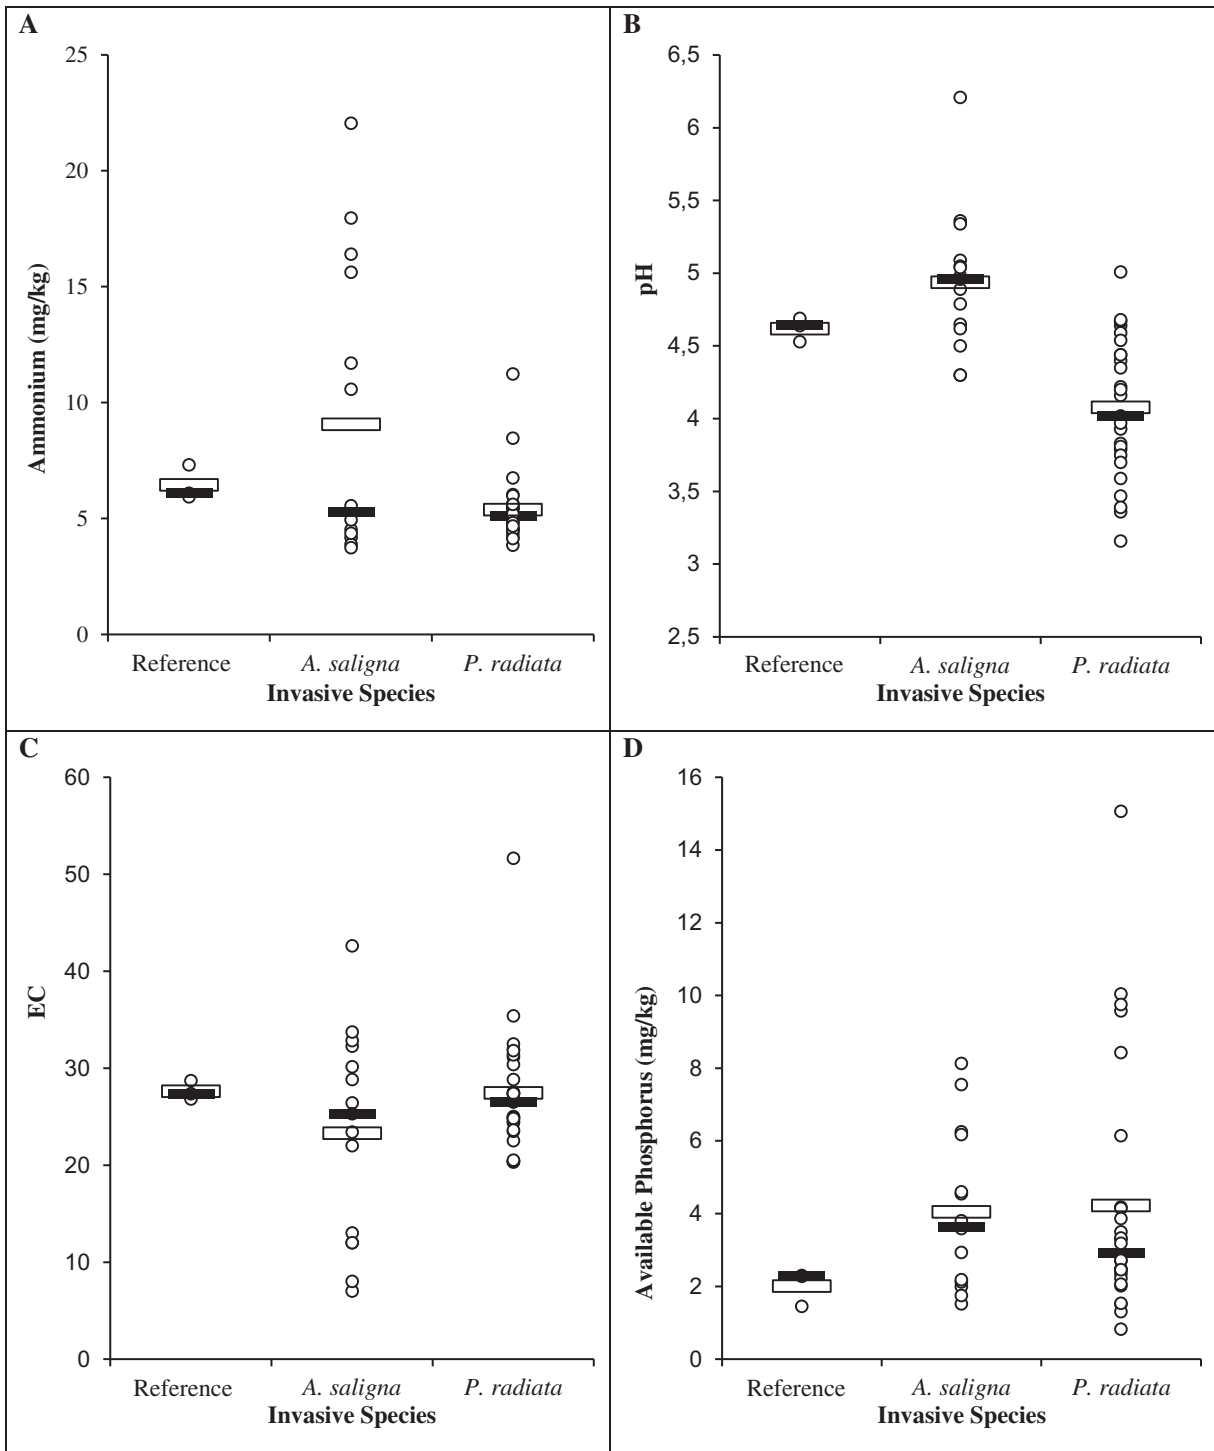 A
25
20
15
10
5
0
Ammonium (mg/kg)
Reference A. saligna P. radiata
Invasive Species
B
6,5
6
5,5
5
4,5
4
3,5
3
2,5
pH
Reference A. saligna P. radiata
Invasive Species
C
60
50
40
30
20
10
0
EC
Reference A. saligna P. radiata
Invasive Species
D
16
14
12
10
8
6
4
2
0
Available Phosphorus (mg/kg)
Reference A. saligna P. radiata
Invasive Species